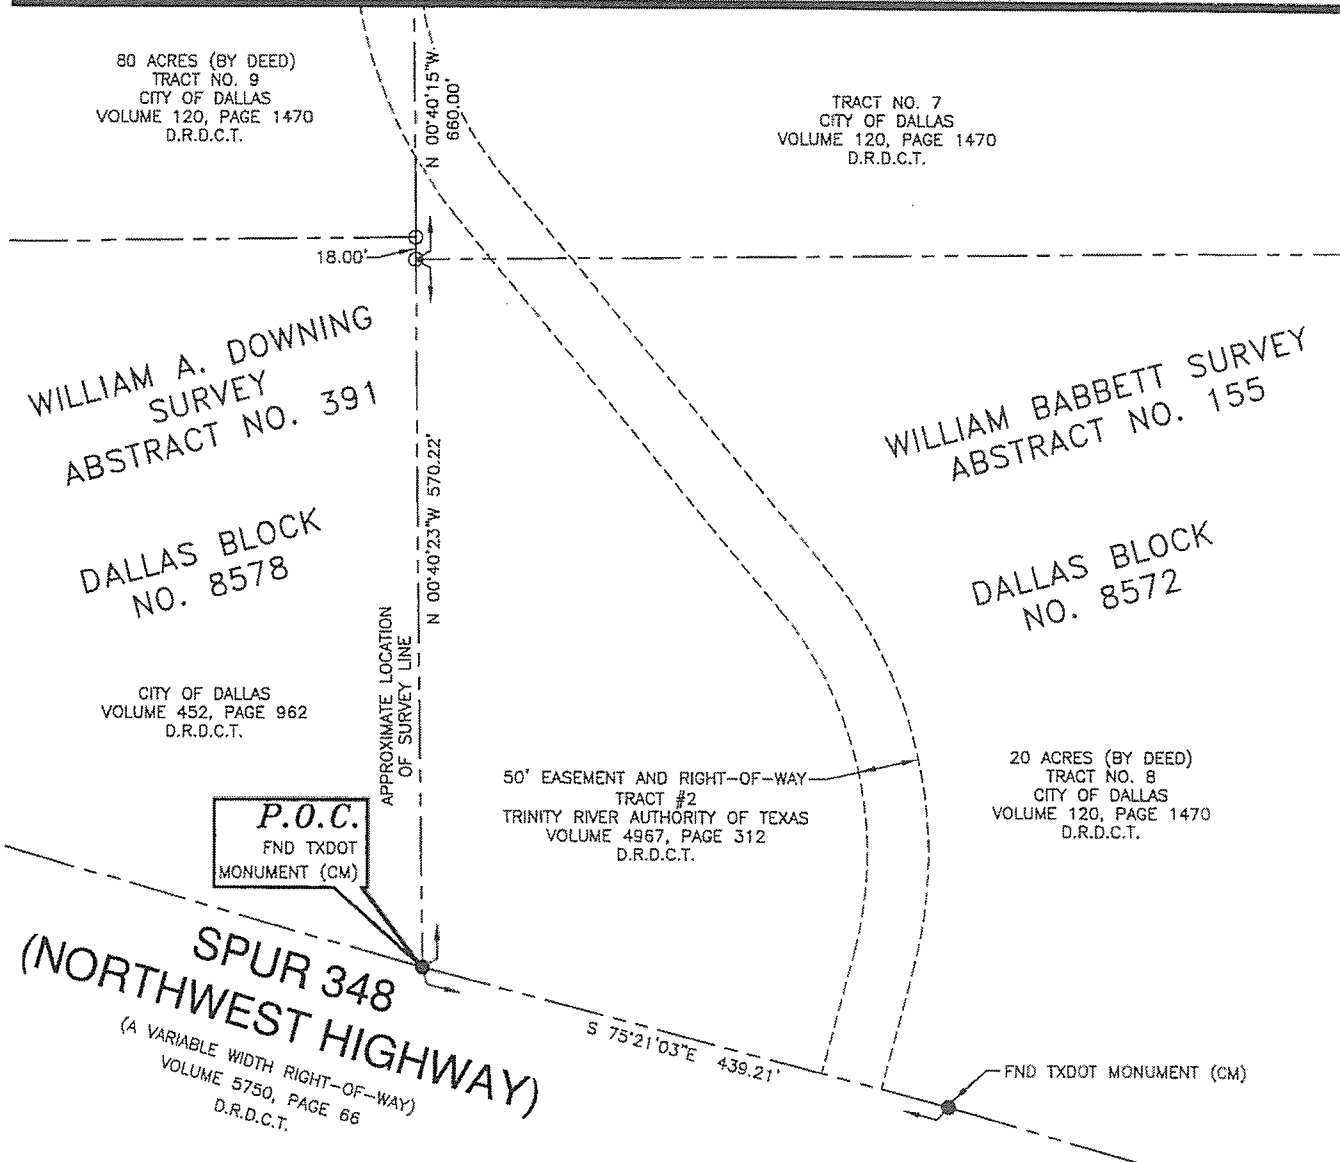 80 ACRES (BY DEED)
TRACT NO. 9
CITY OF DALLAS
VOLUME 120, PAGE 1470
D.R.D.C.T.
N 00°40'15"W
660.00'
TRACT NO. 7
CITY OF DALLAS
VOLUME 120, PAGE 1470
D.R.D.C.T.
18.00'
WILLIAM A. DOWNING
SURVEY
ABSTRACT NO. 391
WILLIAM BABBETT SURVEY
ABSTRACT NO. 155
N 00°40'23"W 570.22'
DALLAS BLOCK
NO. 8578
DALLAS BLOCK
NO. 8572
APPROXIMATE LOCATION
OF SURVEY LINE
CITY OF DALLAS
VOLUME 452, PAGE 962
D.R.D.C.T.
50' EASEMENT AND RIGHT-OF-WAY
TRACT #2
TRINITY RIVER AUTHORITY OF TEXAS
VOLUME 4967, PAGE 312
D.R.D.C.T.
20 ACRES (BY DEED)
TRACT NO. 8
CITY OF DALLAS
VOLUME 120, PAGE 1470
D.R.D.C.T.
P.O.C.
FND TXDOT
MONUMENT (CM)
SPUR 348
(NORTHWEST HIGHWAY)
(A VARIABLE WIDTH RIGHT-OF-WAY)
VOLUME 5750, PAGE 66
D.R.D.C.T.
S 75°21'03"E 439.21'
FND TXDOT MONUMENT (CM)